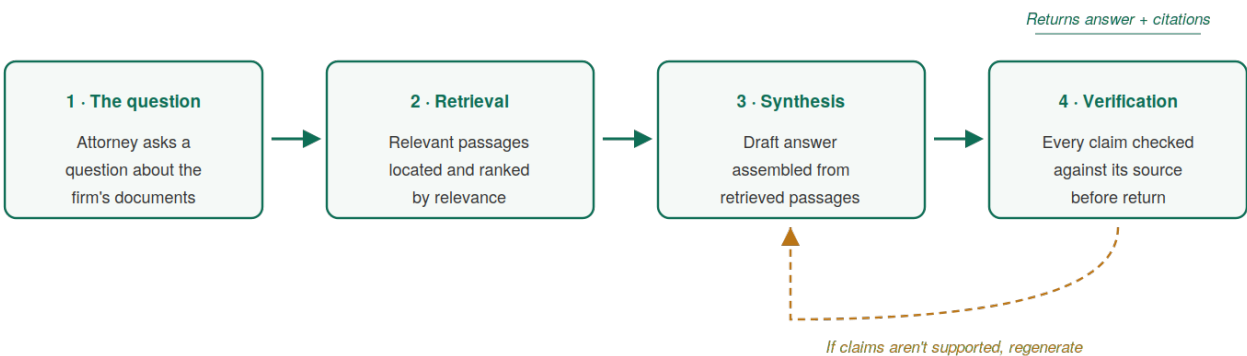 Returns answer + citations
1 · The question
Attorney asks a
question about the
firm's documents
2 · Retrieval
Relevant passages
located and ranked
by relevance
3 · Synthesis
Draft answer
assembled from
retrieved passages
4 · Verification
Every claim checked
against its source
before return
If claims aren't supported, regenerate